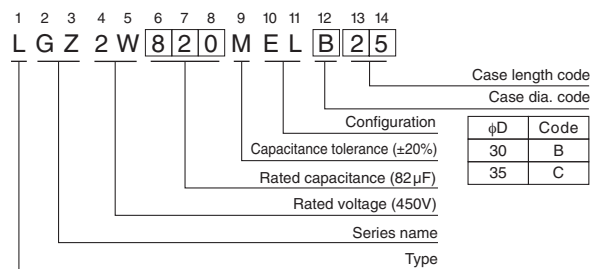 1 2 3 4 5 6 7 8 9 10 11 12 13 14
L G Z 2 W 8 2 0 M E L B 2 5
Case length code
Case dia. code
Configuration
Capacitance tolerance (±20%)
Rated capacitance (82µF)
Rated voltage (450V)
Series name
Type
ϕD Code
30 B
35 C